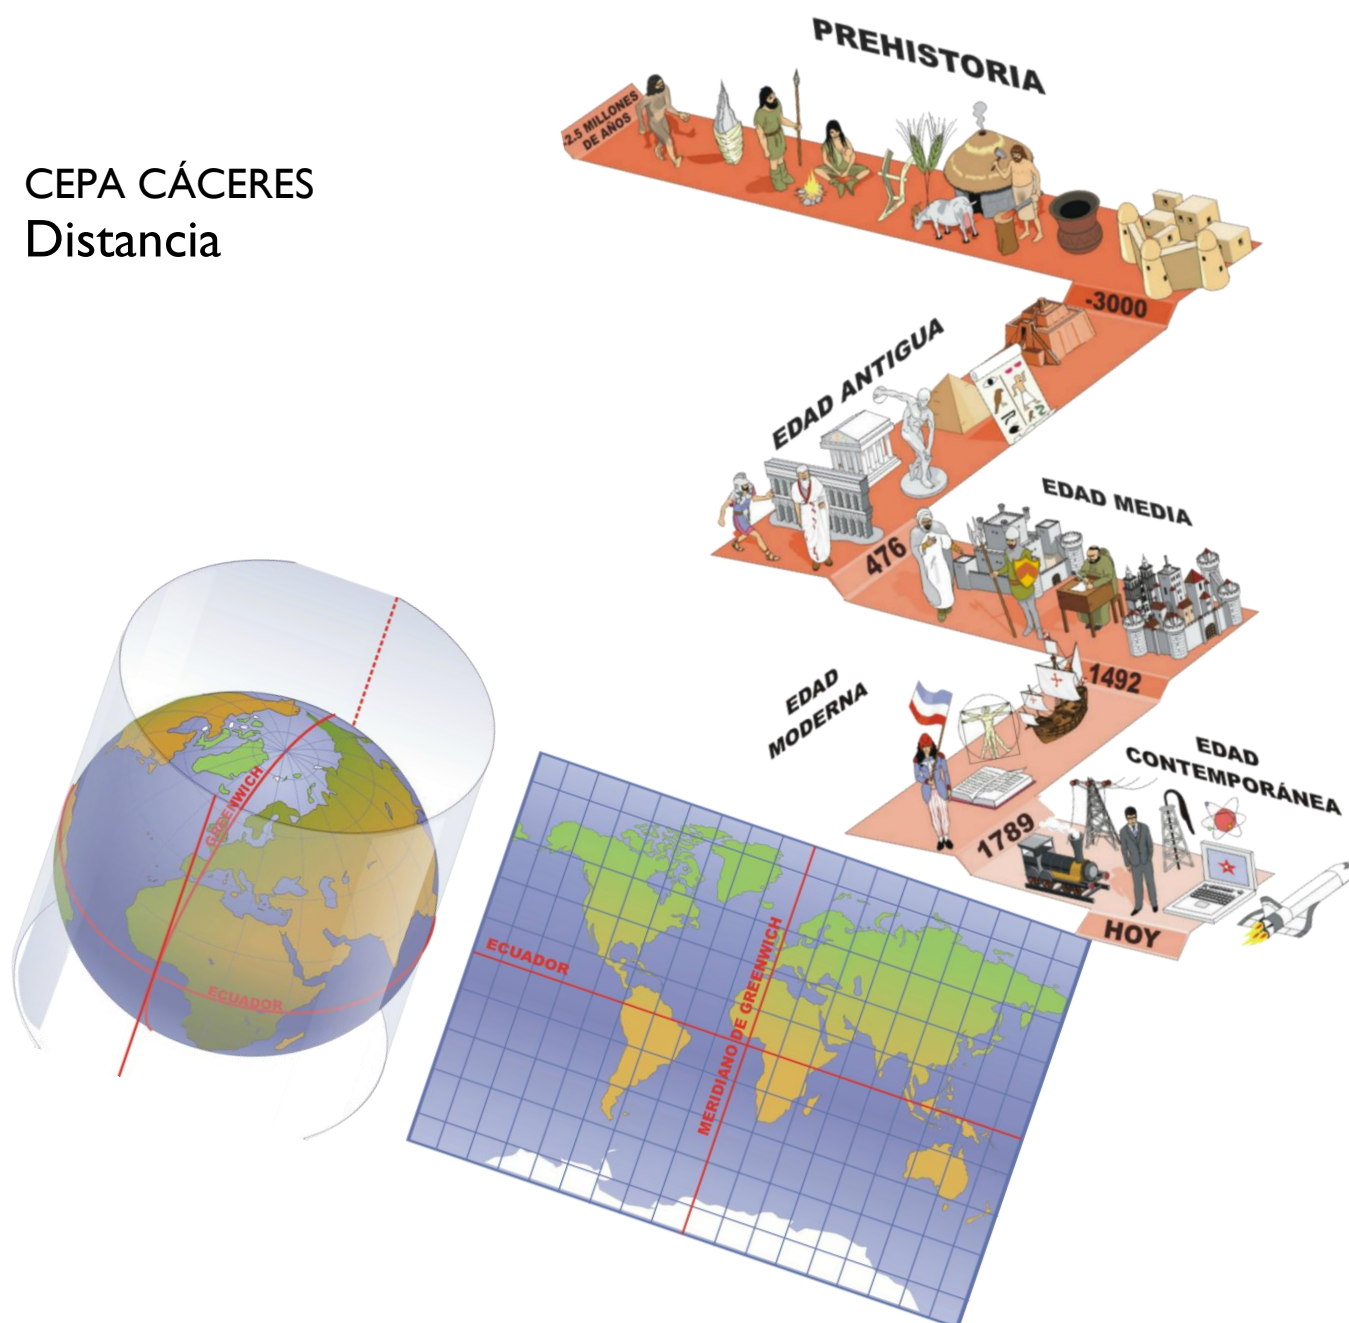 CEPA CÁCERES
Distancia
PREHISTORIA
-2.5 MILLONES
DE AÑOS
-3000
EDAD ANTIGUA
476
EDAD MEDIA
1492
EDAD
MODERNA
1789
EDAD
CONTEMPORÁNEA
HOY
GREENWICH
ECUADOR
ECUADOR
MERIDIANO DE GREENWICH